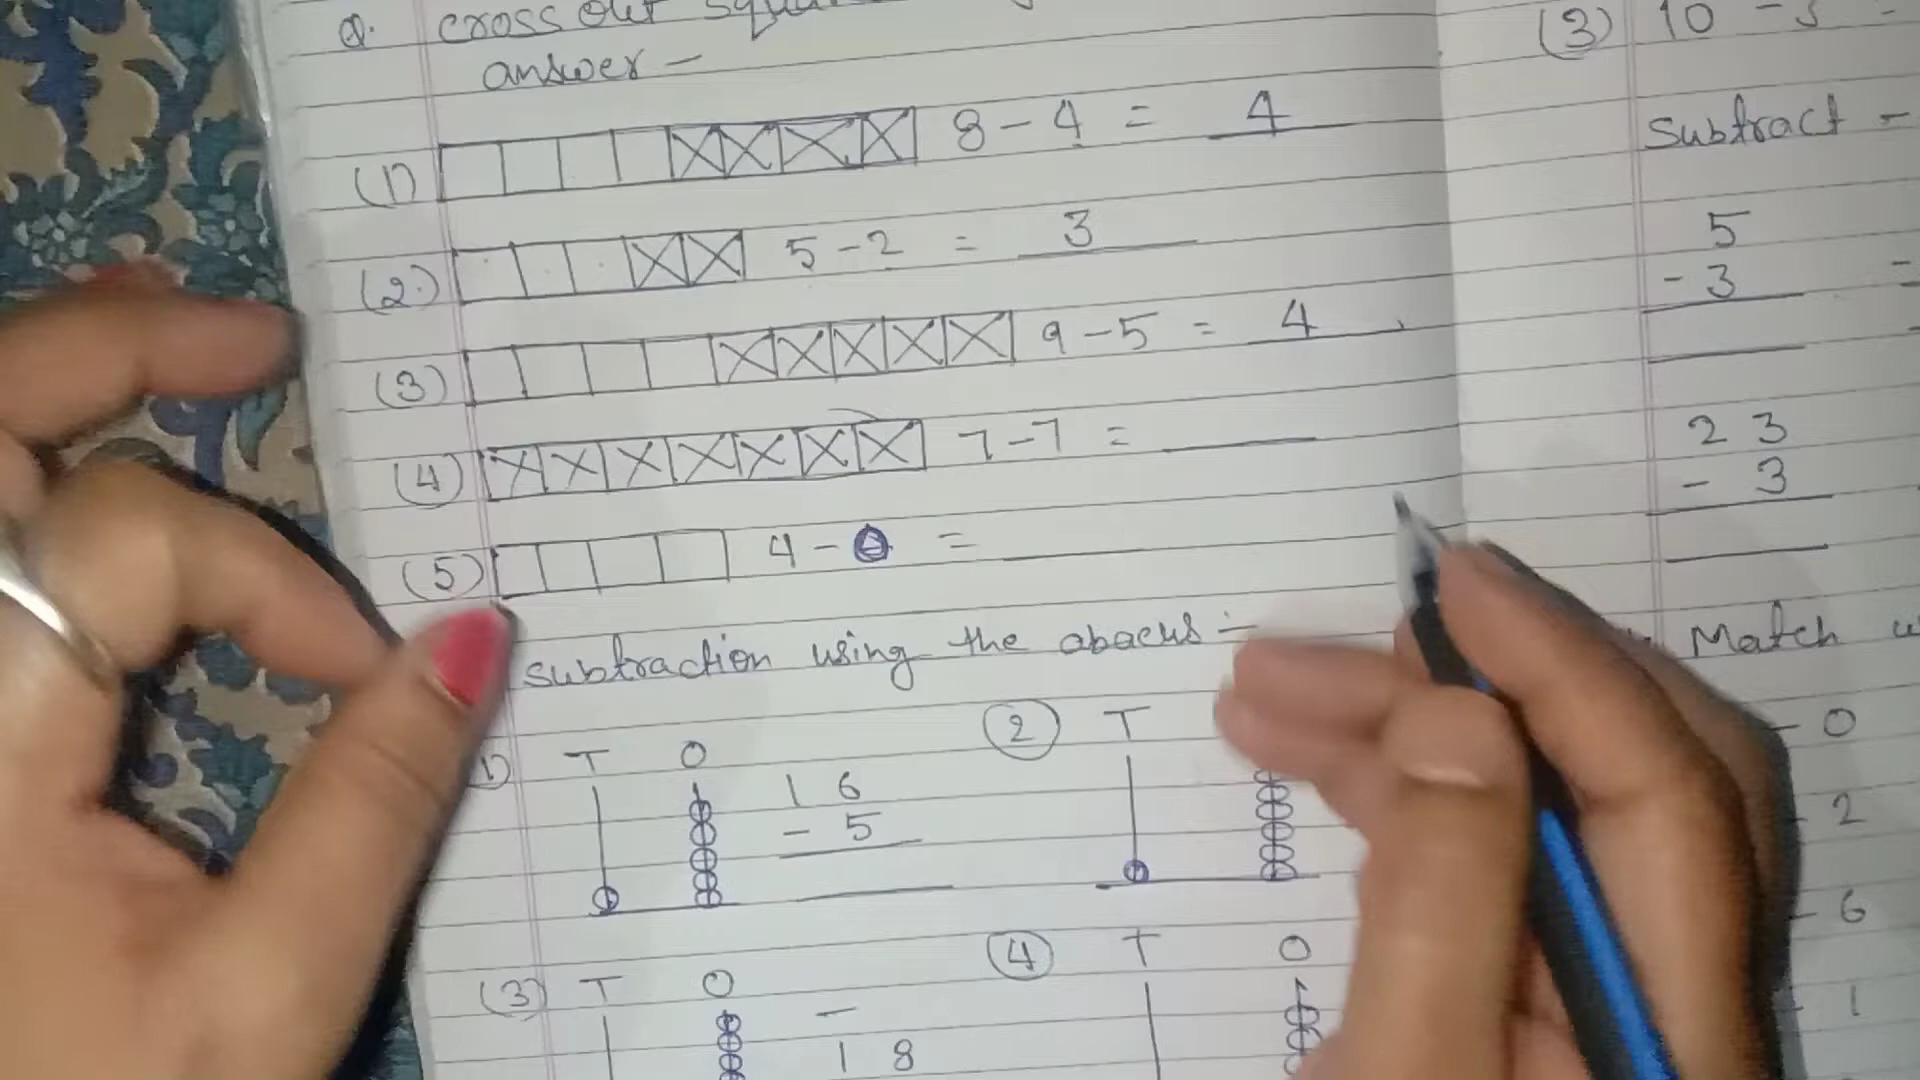 Q. Cross out
answer -
(1) 8 - 4 = 4
(2) 5 - 2 = 3
(3) 9 - 5 = 4
(4) 7 - 7 =
(5) 4 - 0 =
subtraction using the abacus :-
1) T O 1 6
- 5
(2) T
(3) T O
1 8
(4) T O
(3) 10 -
Subtract -
5
- 3
2 3
- 3
Match
- 0
- 2
- 6
- 1